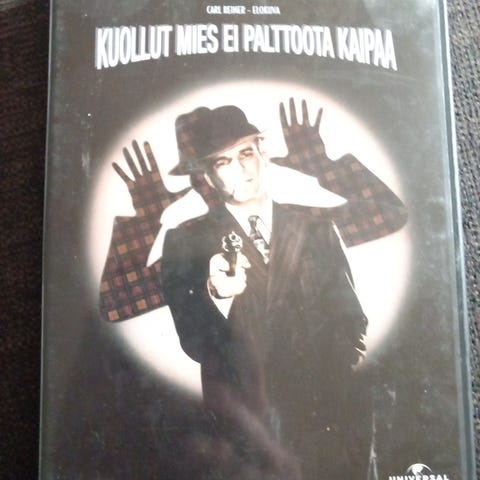 CARL REINER - ELOKUVA
KUOLLUT MIES EI PALTTOOTA KAIPAA
UNIVERSAL